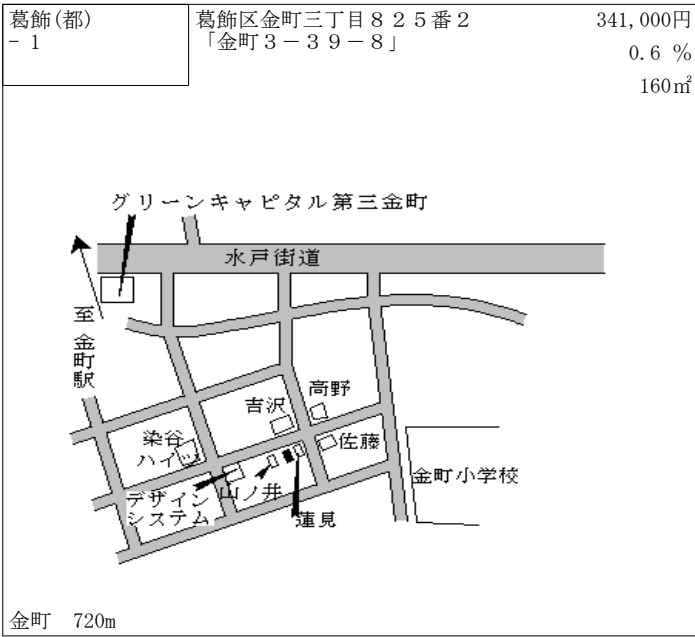 葛飾(都)
- 1
葛飾区金町三丁目８２５番２
「金町３－３９－８」
341,000円
0.6 %
160㎡
グリーンキャピタル第三金町
水戸街道
至 金町駅
高野
吉沢
染谷
ハイツ
佐藤
金町小学校
山ノ井
デザイン
システム
蓮見
金町 720m